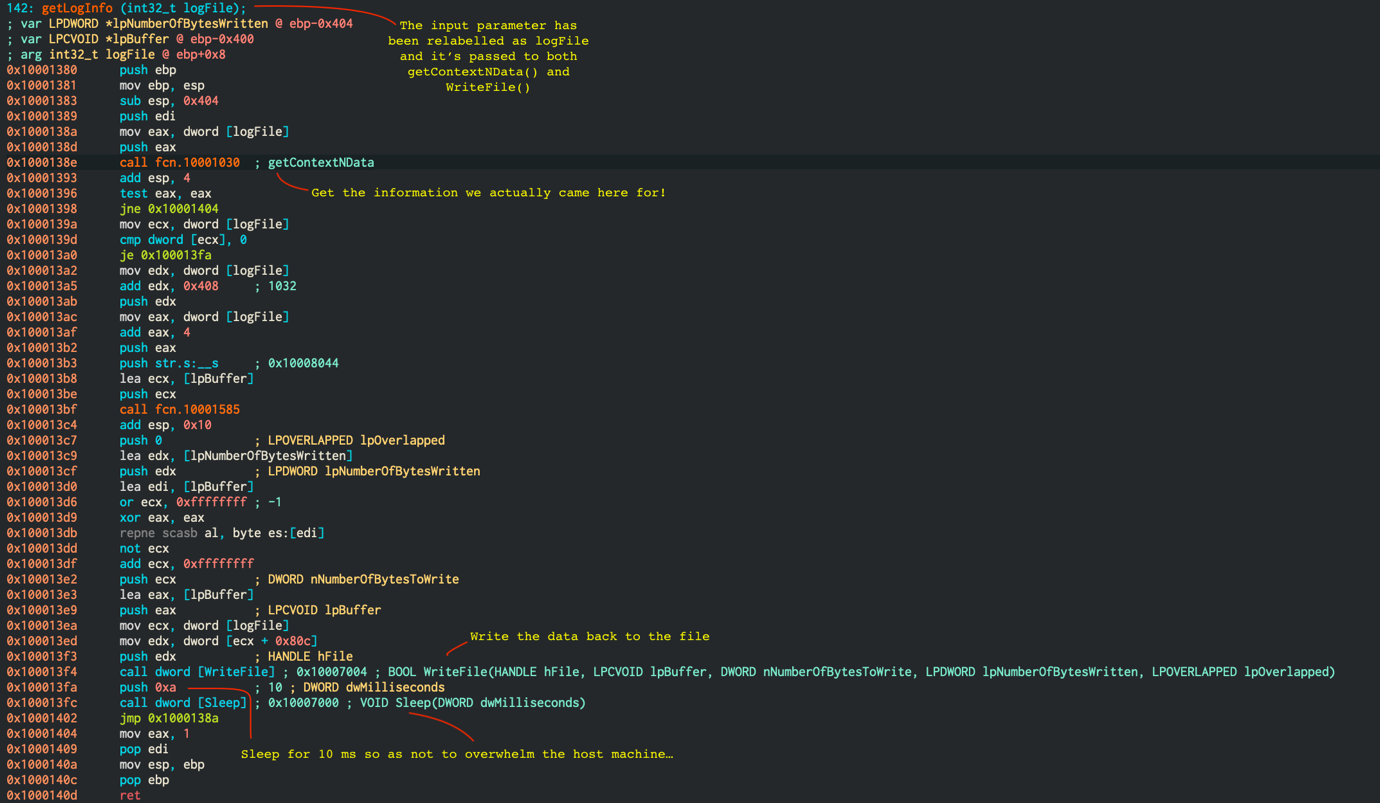 142: getLogInfo (int32_t logFile);
; var LPDWORD *lpNumberOfBytesWritten @ ebp-0x404
; var LPCVOID *lpBuffer @ ebp-0x400
; arg int32_t logFile @ ebp+0x8
The input parameter has
been relabelled as logFile
and it's passed to both
getContextNData() and
WriteFile()
0x10001380 push ebp
0x10001381 mov ebp, esp
0x10001383 sub esp, 0x404
0x10001389 push edi
0x1000138a mov eax, dword [logFile]
0x1000138d push eax
0x1000138e call fcn.10001030 ; getContextNData
0x10001393 add esp, 4
0x10001396 test eax, eax
Get the information we actually came here for!
0x10001398 jne 0x10001404
0x1000139a mov ecx, dword [logFile]
0x1000139d cmp dword [ecx], 0
0x100013a0 je 0x100013fa
0x100013a2 mov edx, dword [logFile]
0x100013a5 add edx, 0x408 ; 1032
0x100013ab push edx
0x100013ac mov eax, dword [logFile]
0x100013af add eax, 4
0x100013b2 push eax
0x100013b3 push str.s:__s ; 0x10008044
0x100013b8 lea ecx, [lpBuffer]
0x100013be push ecx
0x100013bf call fcn.10001585
0x100013c4 add esp, 0x10
0x100013c7 push 0 ; LPOVERLAPPED lpOverlapped
0x100013c9 lea edx, [lpNumberOfBytesWritten]
0x100013cf push edx ; LPDWORD lpNumberOfBytesWritten
0x100013d0 lea edi, [lpBuffer]
0x100013d6 or ecx, 0xffffffff ; -1
0x100013d9 xor eax, eax
0x100013db repne scasb al, byte es:[edi]
0x100013dd not ecx
0x100013df add ecx, 0xffffffff
0x100013e2 push ecx ; DWORD nNumberOfBytesToWrite
0x100013e3 lea eax, [lpBuffer]
0x100013e9 push eax ; LPCVOID lpBuffer
0x100013ea mov ecx, dword [logFile]
Write the data back to the file
0x100013ed mov edx, dword [ecx + 0x80c]
0x100013f3 push edx ; HANDLE hFile
0x100013f4 call dword [WriteFile] ; 0x10007004 ; BOOL WriteFile(HANDLE hFile, LPCVOID lpBuffer, DWORD nNumberOfBytesToWrite, LPDWORD lpNumberOfBytesWritten, LPOVERLAPPED lpOverlapped)
0x100013fa push 0xa ; 10 ; DWORD dwMilliseconds
0x100013fc call dword [Sleep] ; 0x10007000 ; VOID Sleep(DWORD dwMilliseconds)
0x10001402 jmp 0x1000138a
0x10001404 mov eax, 1
0x10001409 pop edi
Sleep for 10 ms so as not to overwhelm the host machine…
0x1000140a mov esp, ebp
0x1000140c pop ebp
0x1000140d ret